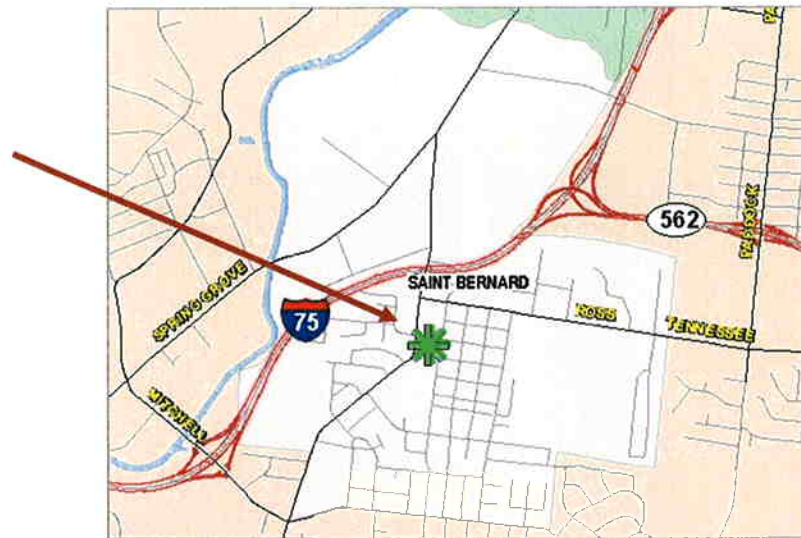 562
PADDOCK
SAINT BERNARD
SPRING GROVE
75
ROSS
TENNESSEE
MITCHELL